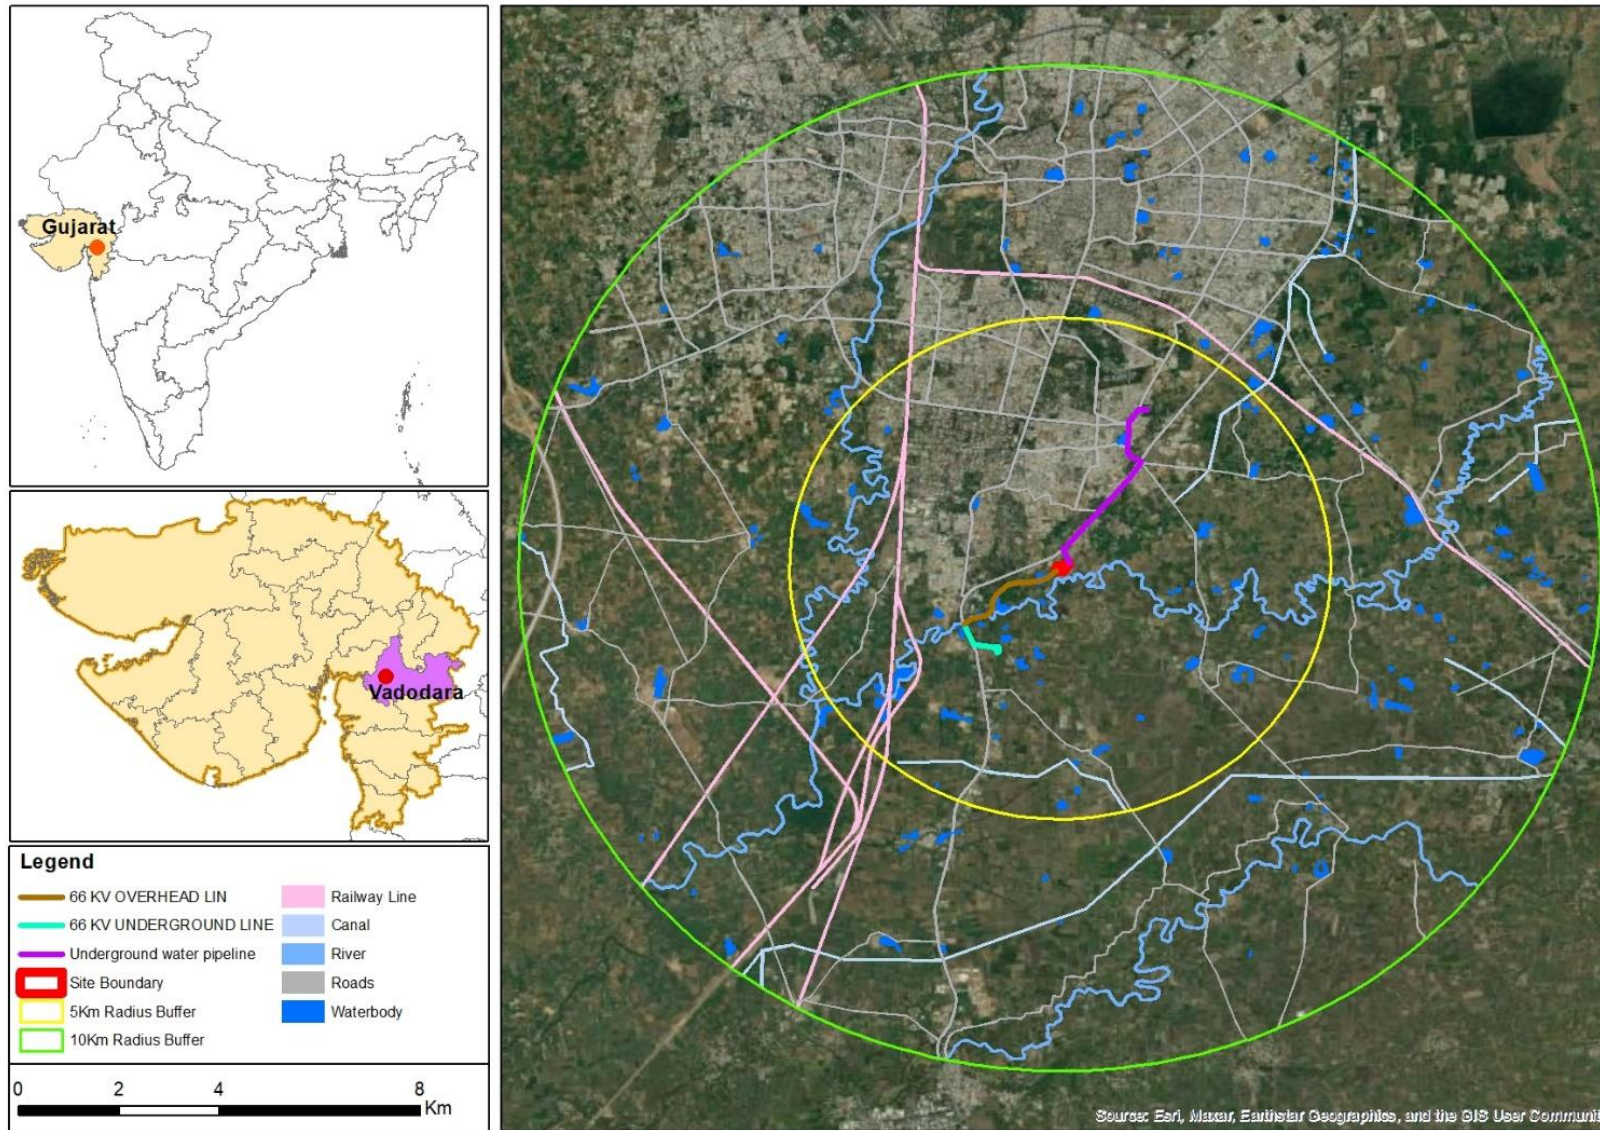 Gujarat
Vadodara
Legend
66 KV OVERHEAD LIN
66 KV UNDERGROUND LINE
Underground water pipeline
Site Boundary
5Km Radius Buffer
10Km Radius Buffer
Railway Line
Canal
River
Roads
Waterbody
0 2 4 8
Km
Source: Esri, Maxar, Earthstar Geographics, and the GIS User Communit